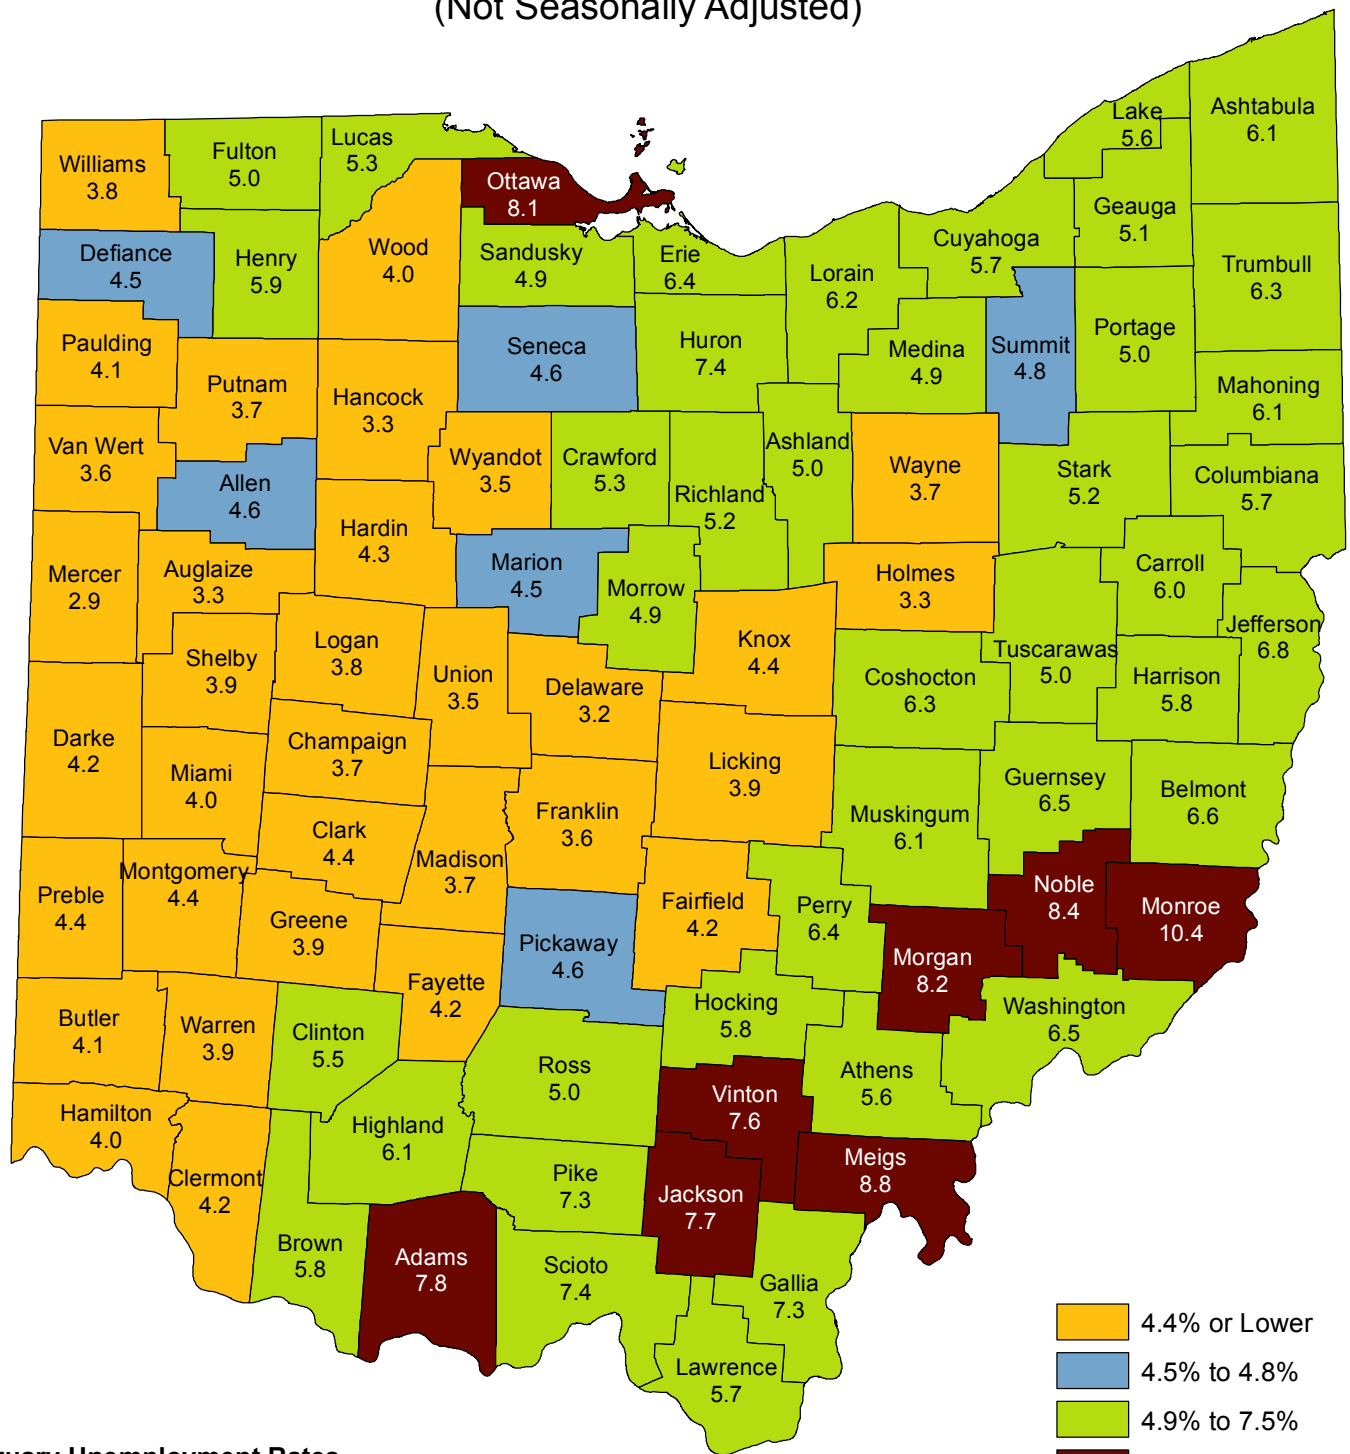 (Not Seasonally Adjusted)
Lake
5.6
Ashtabula
6.1
Williams
3.8
Fulton
5.0
Lucas
5.3
Ottawa
8.1
Geauga
5.1
Defiance
4.5
Henry
5.9
Wood
4.0
Sandusky
4.9
Erie
6.4
Lorain
6.2
Cuyahoga
5.7
Trumbull
6.3
Paulding
4.1
Putnam
3.7
Hancock
3.3
Seneca
4.6
Huron
7.4
Medina
4.9
Summit
4.8
Portage
5.0
Mahoning
6.1
Van Wert
3.6
Allen
4.6
Wyandot
3.5
Crawford
5.3
Richland
5.2
Ashland
5.0
Wayne
3.7
Stark
5.2
Columbiana
5.7
Mercer
2.9
Auglaize
3.3
Hardin
4.3
Marion
4.5
Morrow
4.9
Holmes
3.3
Carroll
6.0
Jefferson
6.8
Shelby
3.9
Logan
3.8
Union
3.5
Delaware
3.2
Knox
4.4
Coshocton
6.3
Tuscarawas
5.0
Harrison
5.8
Darke
4.2
Miami
4.0
Champaign
3.7
Licking
3.9
Guernsey
6.5
Belmont
6.6
Clark
4.4
Madison
3.7
Franklin
3.6
Muskingum
6.1
Preble
4.4
Montgomery
4.4
Greene
3.9
Fairfield
4.2
Perry
6.4
Noble
8.4
Monroe
10.4
Pickaway
4.6
Morgan
8.2
Fayette
4.2
Hocking
5.8
Washington
6.5
Butler
4.1
Warren
3.9
Clinton
5.5
Ross
5.0
Athens
5.6
Vinton
7.6
Hamilton
4.0
Highland
6.1
Clermont
4.2
Pike
7.3
Jackson
7.7
Meigs
8.8
Brown
5.8
Adams
7.8
Scioto
7.4
Gallia
7.3
Lawrence
5.7
4.4% or Lower
4.5% to 4.8%
4.9% to 7.5%
Unemployment Rates